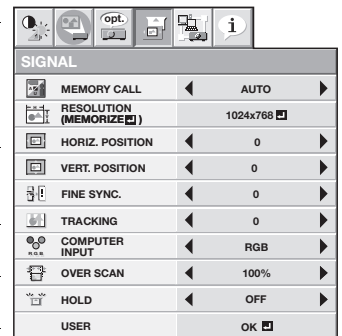 opt.
i
SIGNAL
MEMORY CALL AUTO
RESOLUTION
(MEMORIZE ) 1024x768
HORIZ. POSITION 0
VERT. POSITION 0
FINE SYNC. 0
TRACKING 0
R.G.B.
COMPUTER
INPUT RGB
OVER SCAN 100%
HOLD OFF
USER OK